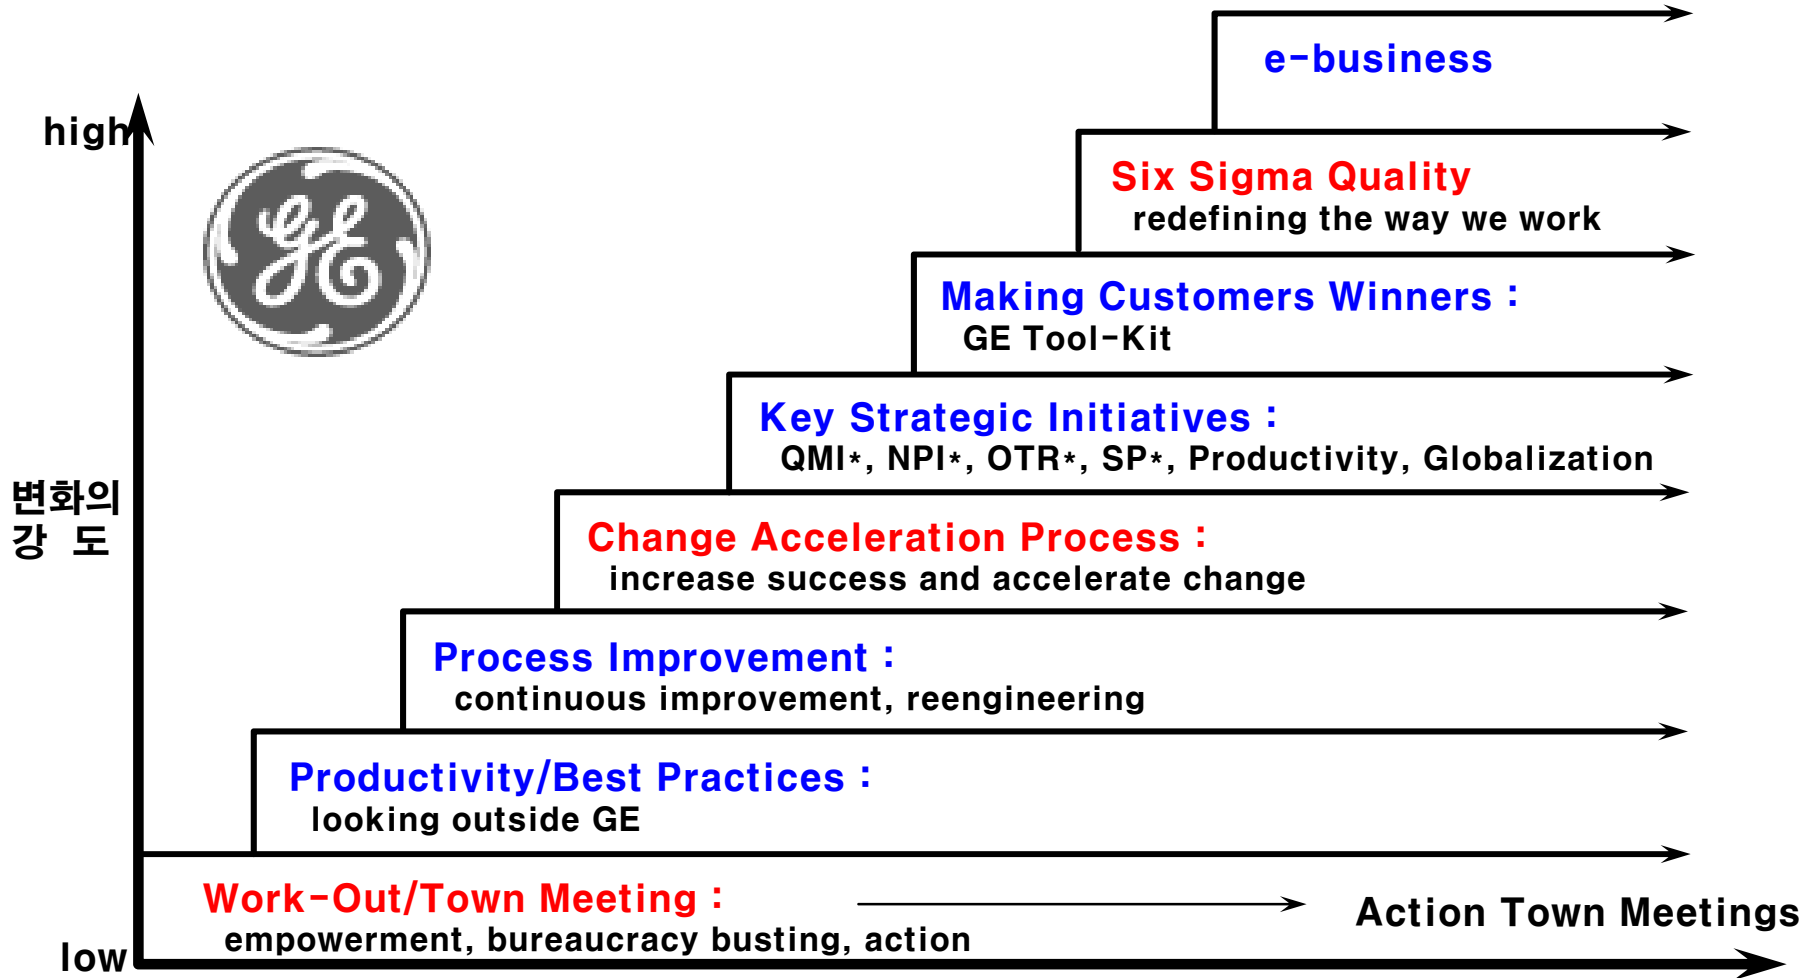 e-business
high
Six Sigma Quality
redefining the way we work
GE
Making Customers Winners :
GE Tool-Kit
Key Strategic Initiatives :
QMI*, NPI*, OTR*, SP*, Productivity, Globalization
변화의
강 도
Change Acceleration Process :
increase success and accelerate change
Process Improvement :
continuous improvement, reengineering
Productivity/Best Practices :
looking outside GE
Work-Out/Town Meeting :
Action Town Meetings
empowerment, bureaucracy busting, action
low